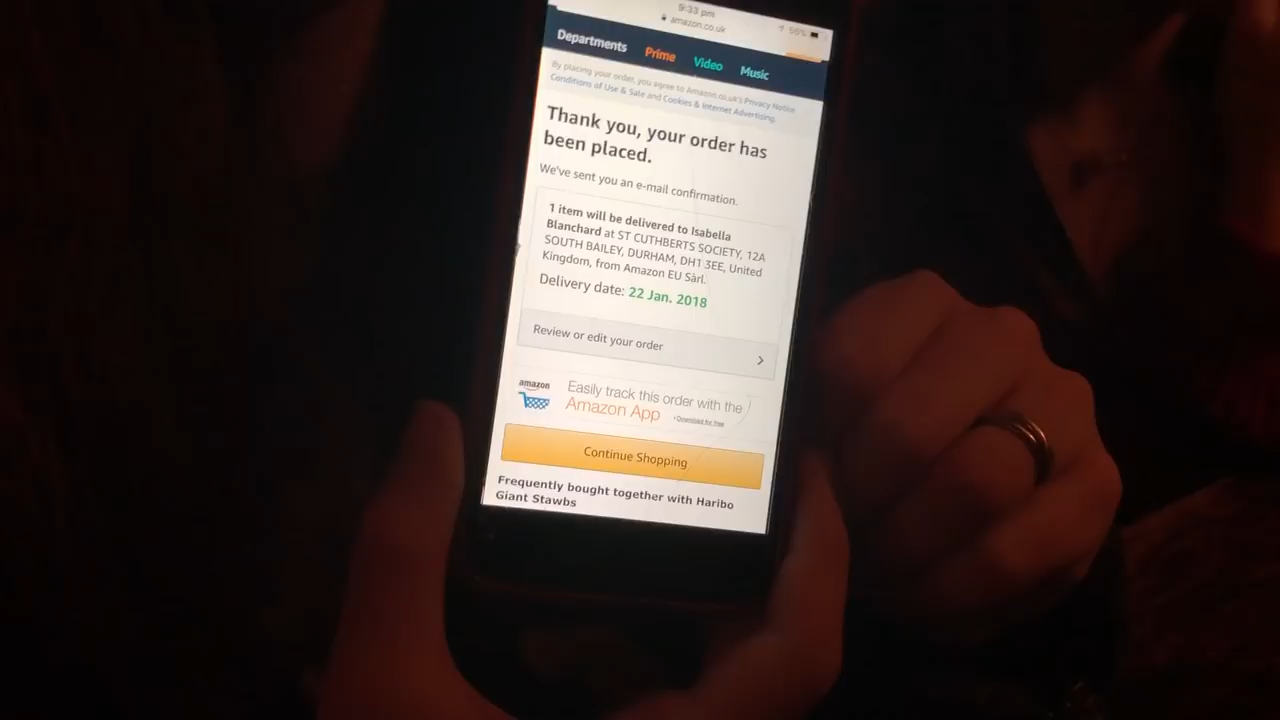 9:33 pm
56%
amazon.co.uk
Departments Prime Video Music
By placing your order, you agree to Amazon.co.uk's Privacy Notice
Conditions of Use & Sale and Cookies & Internet Advertising.
Thank you, your order has
been placed.
We've sent you an e-mail confirmation.
1 item will be delivered to Isabella
Blanchard at ST CUTHBERTS SOCIETY, 12A
SOUTH BAILEY, DURHAM, DH1 3EE, United
Kingdom, from Amazon EU Sàrl.
Delivery date: 22 Jan. 2018
Review or edit your order
amazon
Easily track this order with the
Amazon App
Download for free
Continue Shopping
Frequently bought together with Haribo
Giant Stawbs